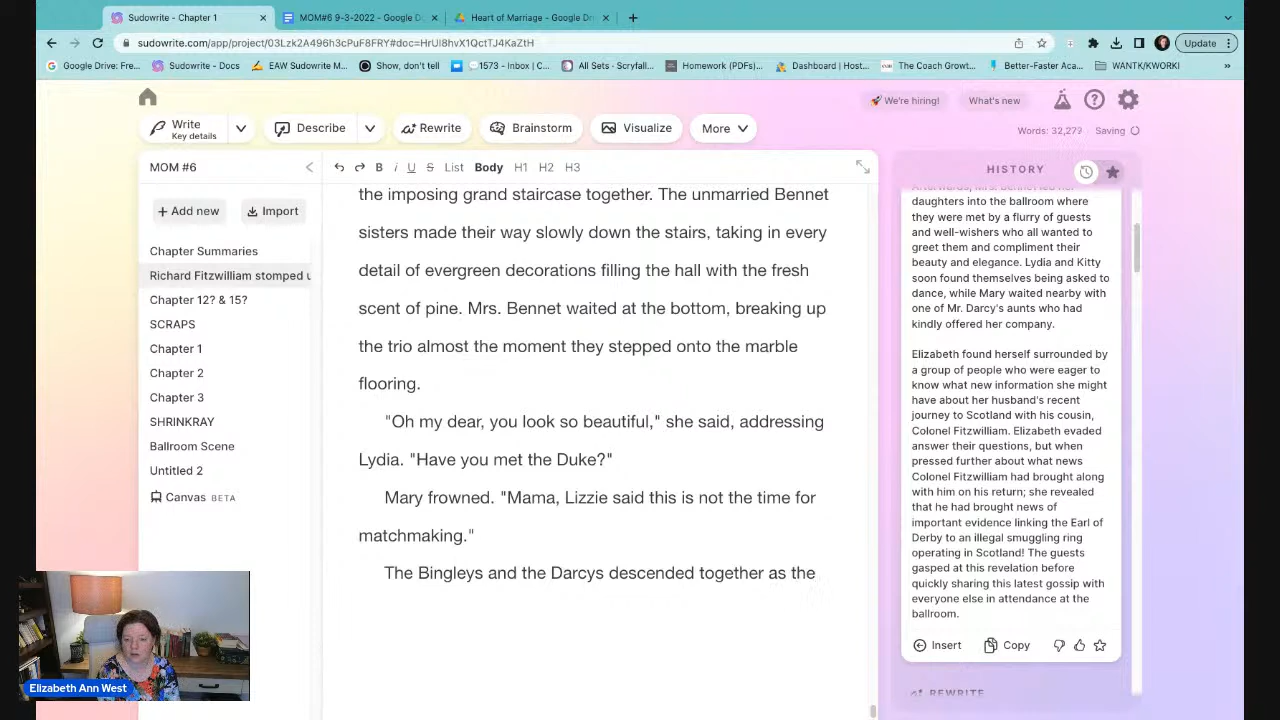 Sudowrite - Chapter 1
MOM#6 9-3-2022 - Google D
Heart of Marriage - Google Dri
sudowrite.com/app/project/03Lzk2A496h3cPuF8FRY#doc=HrUl8hvX1QctTJ4KaZtH
Update
Google Drive: Fre...
Sudowrite - Docs
EAW Sudowrite M...
Show, don't tell
1573 - Inbox | C...
All Sets - Scryfall...
Homework (PDFs)...
Dashboard | Host...
The Coach Growt...
Better-Faster Aca...
WANTK/KWORKI
»
We're hiring!
What's new
Write
Key details
Describe
Rewrite
Brainstorm
Visualize
More
Words: 32,279
Saving
MOM #6
B i U S List Body H1 H2 H3
HISTORY
+ Add new
Import
Chapter Summaries
Richard Fitzwilliam stomped u
Chapter 12? & 15?
SCRAPS
Chapter 1
Chapter 2
Chapter 3
SHRINKRAY
Ballroom Scene
Untitled 2
Canvas BETA
the imposing grand staircase together. The unmarried Bennet
sisters made their way slowly down the stairs, taking in every
detail of evergreen decorations filling the hall with the fresh
scent of pine. Mrs. Bennet waited at the bottom, breaking up
the trio almost the moment they stepped onto the marble
flooring.
"Oh my dear, you look so beautiful," she said, addressing
Lydia. "Have you met the Duke?"
Mary frowned. "Mama, Lizzie said this is not the time for
matchmaking."
The Bingleys and the Darcys descended together as the
Afterwards, Mrs. Bennet led her
daughters into the ballroom where
they were met by a flurry of guests
and well-wishers who all wanted to
greet them and compliment their
beauty and elegance. Lydia and Kitty
soon found themselves being asked to
dance, while Mary waited nearby with
one of Mr. Darcy's aunts who had
kindly offered her company.
Elizabeth found herself surrounded by
a group of people who were eager to
know what new information she might
have about her husband's recent
journey to Scotland with his cousin,
Colonel Fitzwilliam. Elizabeth evaded
answer their questions, but when
pressed further about what news
Colonel Fitzwilliam had brought along
with him on his return; she revealed
that he had brought news of
important evidence linking the Earl of
Derby to an illegal smuggling ring
operating in Scotland! The guests
gasped at this revelation before
quickly sharing this latest gossip with
everyone else in attendance at the
ballroom.
Insert
Copy
REWRITE
Elizabeth Ann West